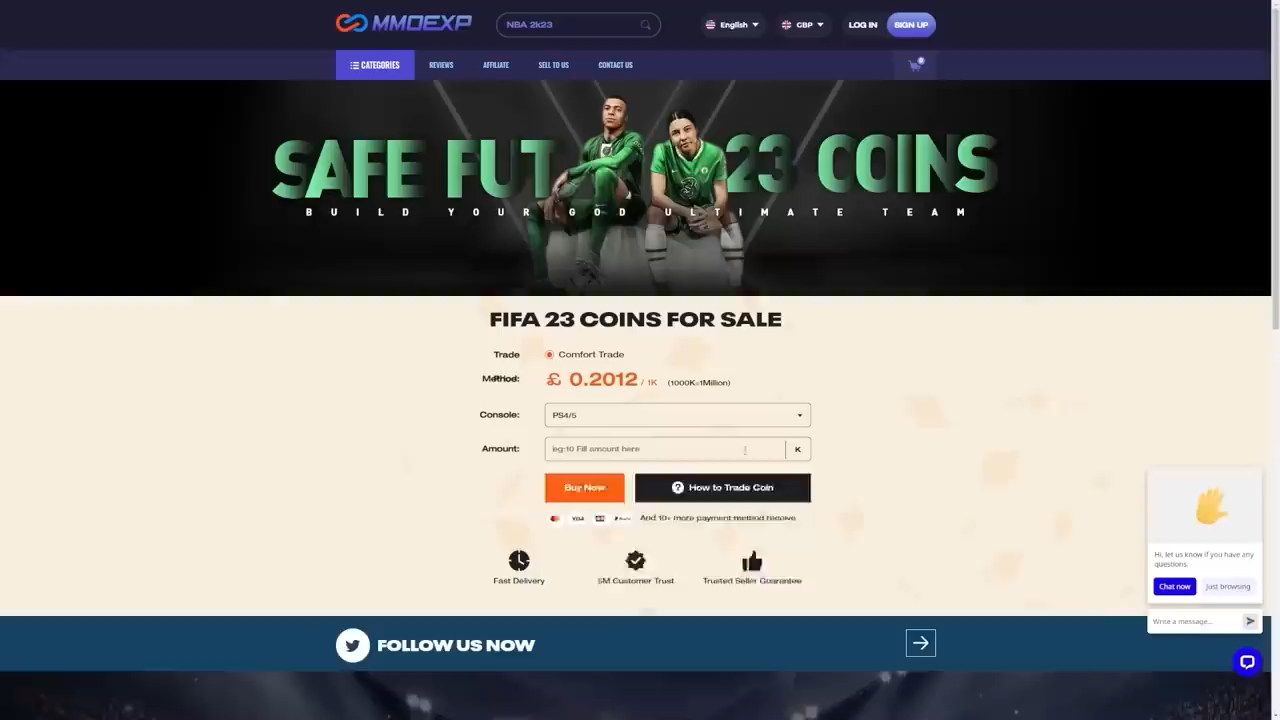 MMOEXP
NBA 2k23
English
GBP
LOG IN
SIGN UP
CATEGORIES
REVIEWS
AFFILIATE
SELL TO US
CONTACT US
0
SAFE FUT 23 COINS
BUILD YOUR GOD ULTIMATE TEAM
FIFA 23 COINS FOR SALE
Trade
Comfort Trade
£ 0.2012 / 1K (1000K=1Million)
Console:
PS4/5
Amount:
eg:10 Fill amount here
K
Buy Now
How to Trade Coin
VISA
And 10+ more payment method receive
Fast Delivery
5M Customer Trust
Trusted Seller Guarantee
Hi, let us know if you have any
questions.
Chat now
Just browsing
Write a message...
FOLLOW US NOW